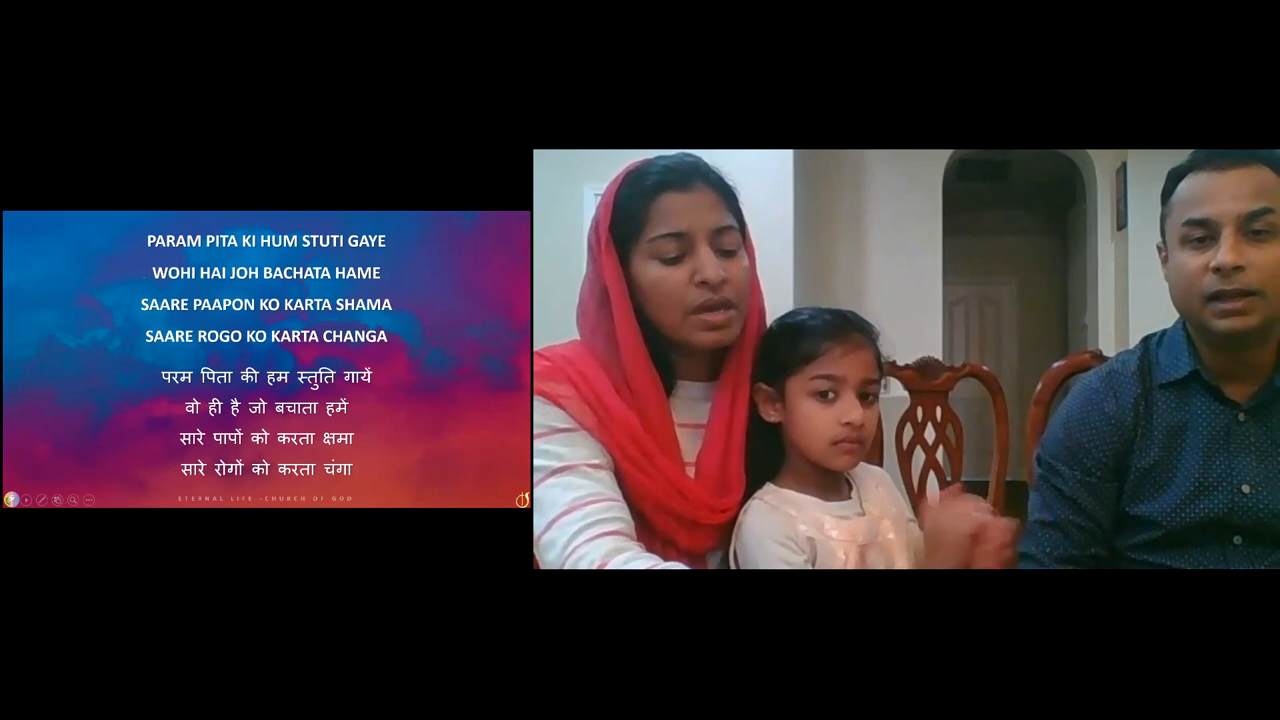 PARAM PITA KI HUM STUTI GAYE
WOHI HAI JOH BACHATA HAME
SAARE PAAPON KO KARTA SHAMA
SAARE ROGO KO KARTA CHANGA
परम पिता की हम स्तुति गायें
वो ही है जो बचाता हमें
सारे पापों को करता क्षमा
सारे रोगों को करता चंगा
ETERNAL LIFE -CHURCH OF GOD